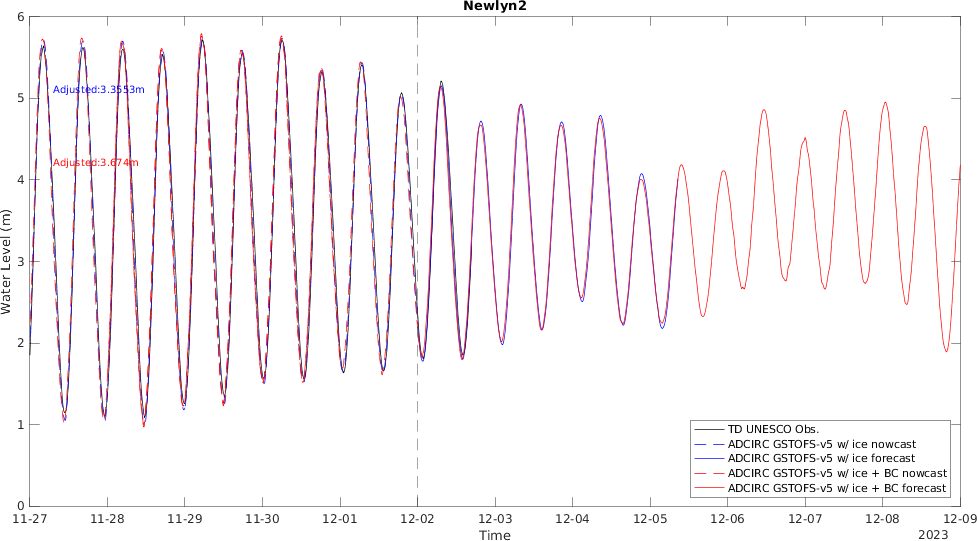 Newlyn2
6
5
4
3
2
1
0
Water Level (m)
Adjusted:3.3553m
Adjusted:3.674m
TD UNESCO Obs.
ADCIRC GSTOFS-v5 w/ ice nowcast
ADCIRC GSTOFS-v5 w/ ice forecast
ADCIRC GSTOFS-v5 w/ ice + BC nowcast
ADCIRC GSTOFS-v5 w/ ice + BC forecast
11-27 11-28 11-29 11-30 12-01 12-02 12-03 12-04 12-05 12-06 12-07 12-08 12-09
Time
2023